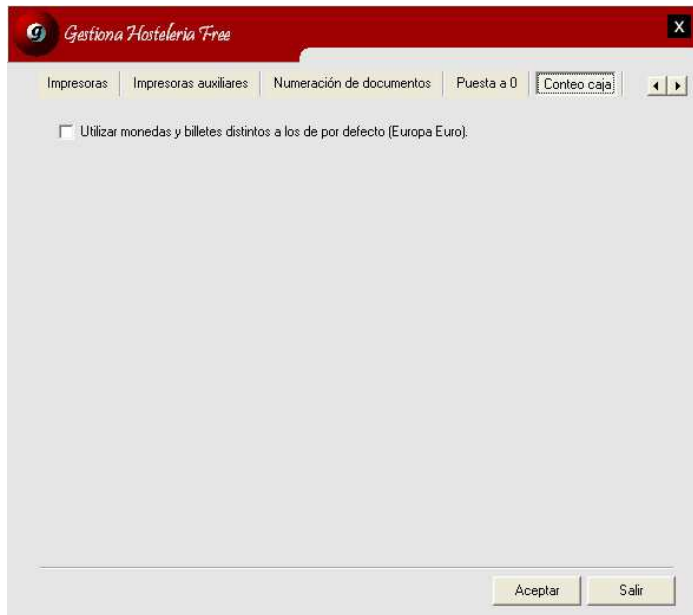 g Gestiona Hosteleria Free X
Impresoras Impresoras auxiliares Numeración de documentos Puesta a 0 Conteo caja
Utilizar monedas y billetes distintos a los de por defecto (Europa Euro).
Aceptar Salir